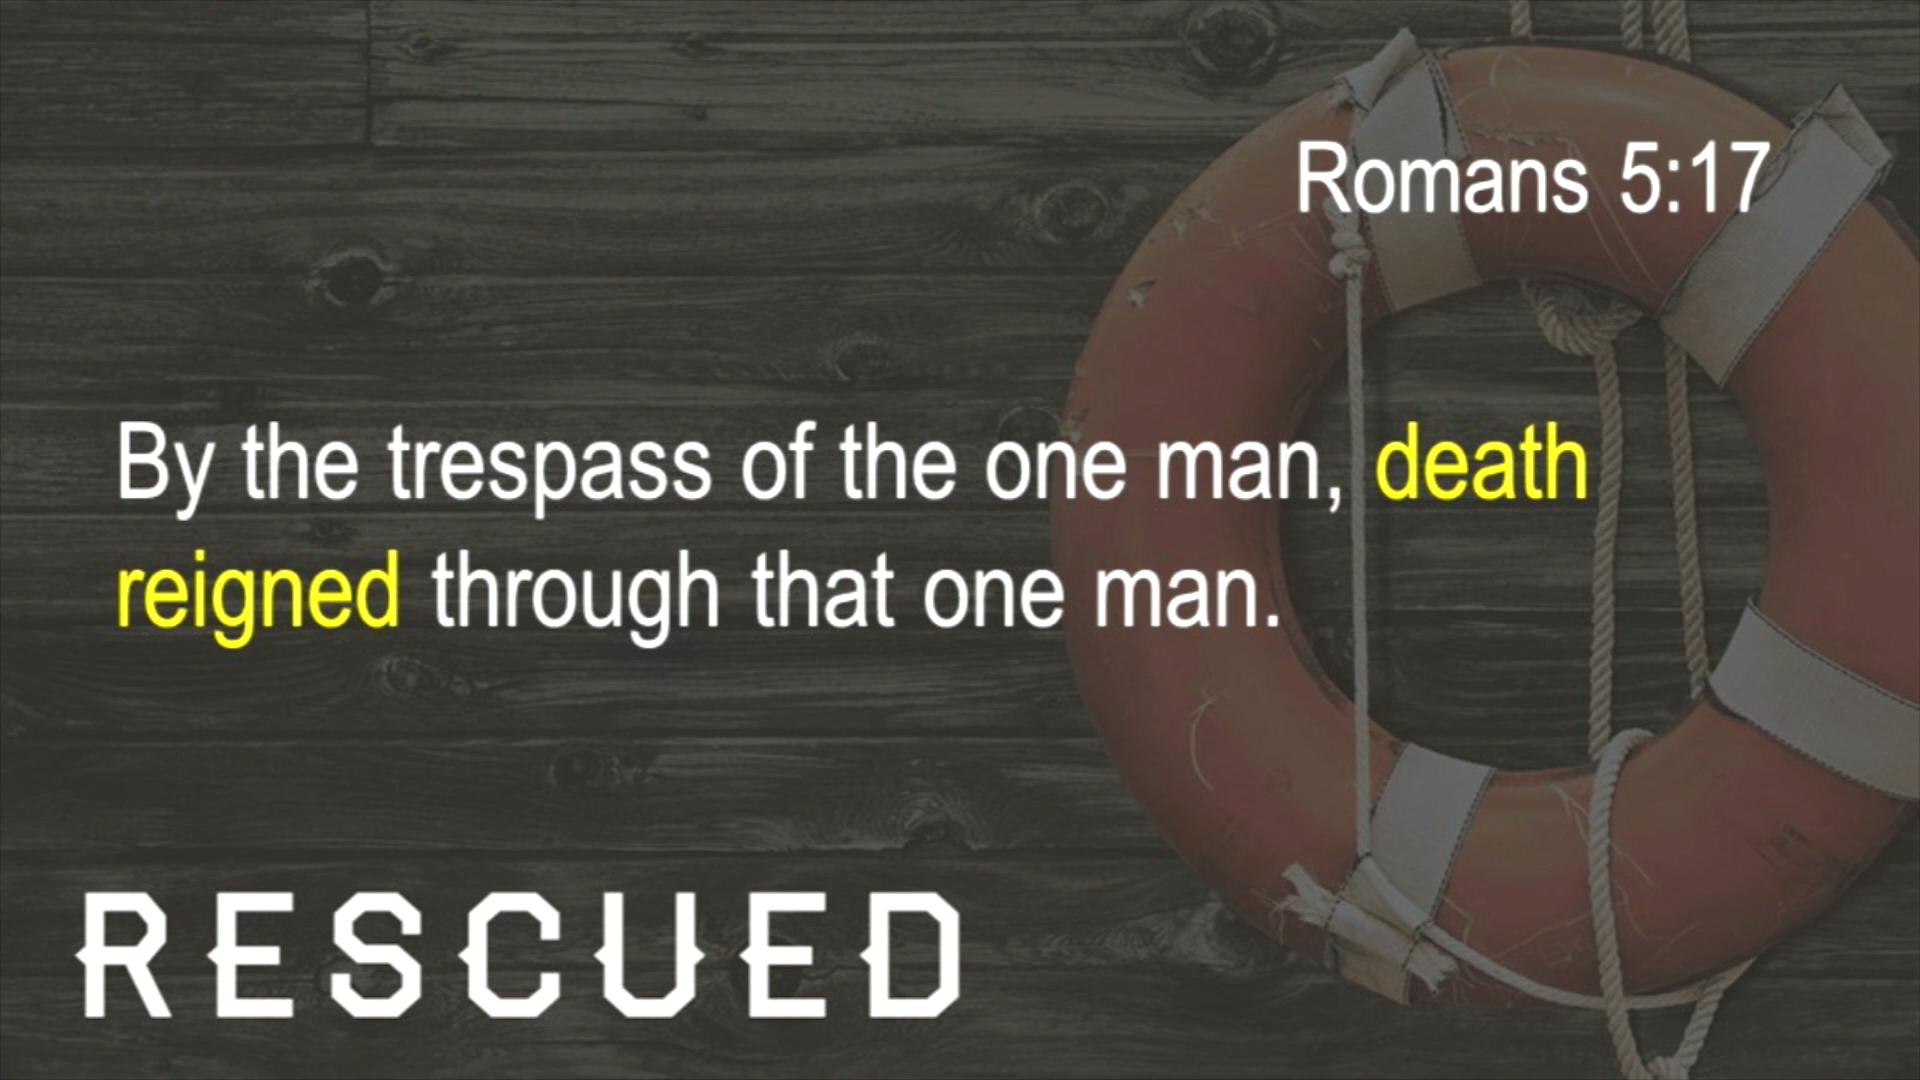 Romans 5:17
By the trespass of the one man, death
reigned through that one man.
RESCUED